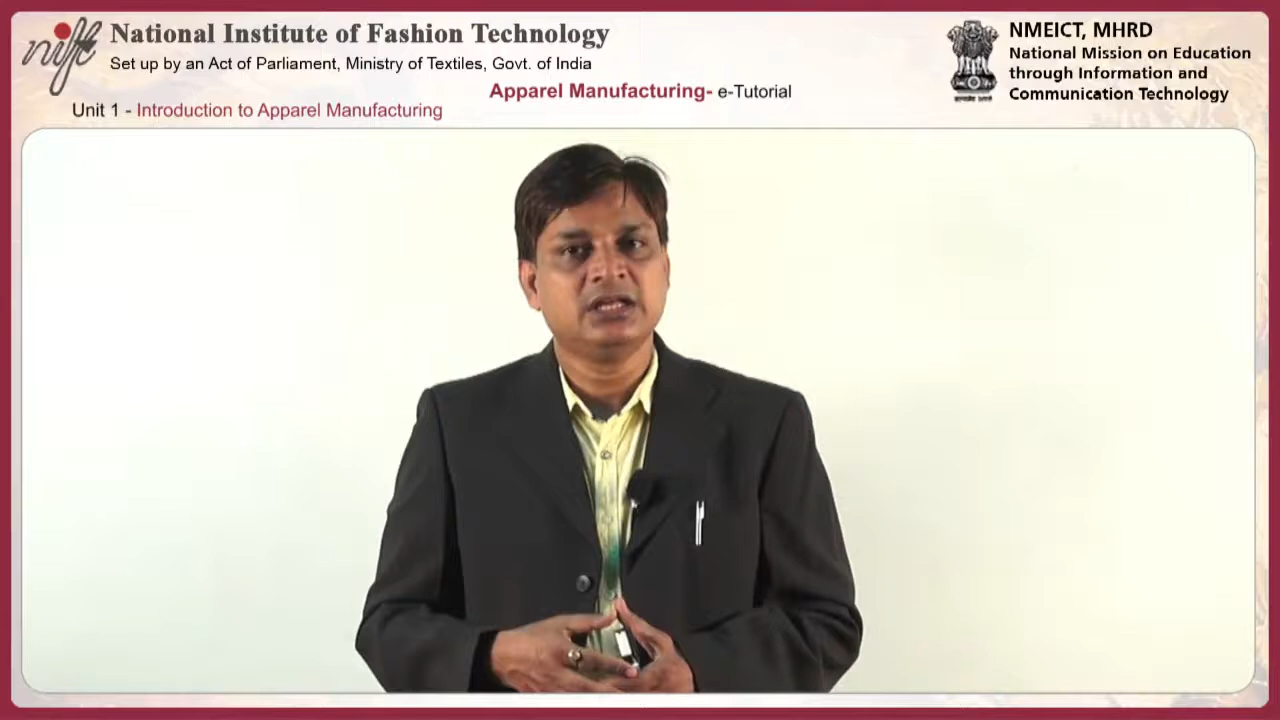 nift
National Institute of Fashion Technology
Set up by an Act of Parliament, Ministry of Textiles, Govt. of India
Apparel Manufacturing- e-Tutorial
Unit 1 - Introduction to Apparel Manufacturing
NMEICT, MHRD
National Mission on Education
through Information and
Communication Technology